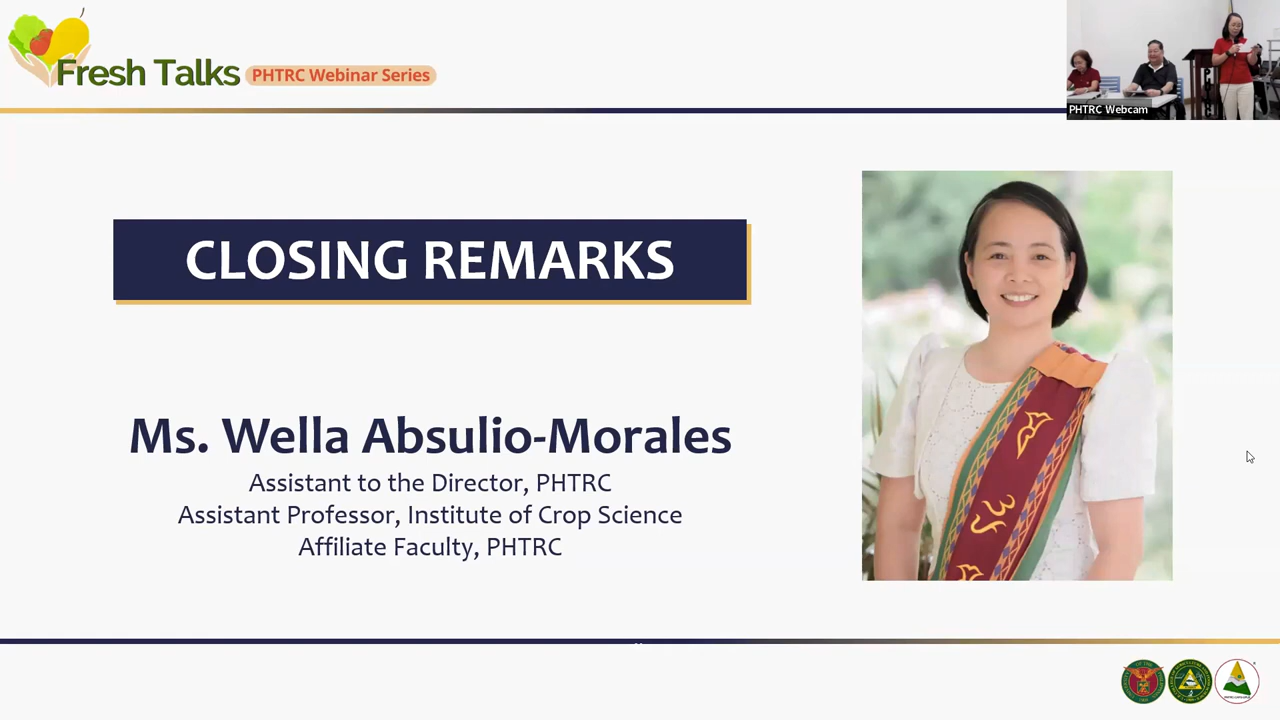 Fresh Talks PHTRC Webinar Series
PHTRC Webcam
CLOSING REMARKS
Ms. Wella Absulio-Morales
Assistant to the Director, PHTRC
Assistant Professor, Institute of Crop Science
Affiliate Faculty, PHTRC